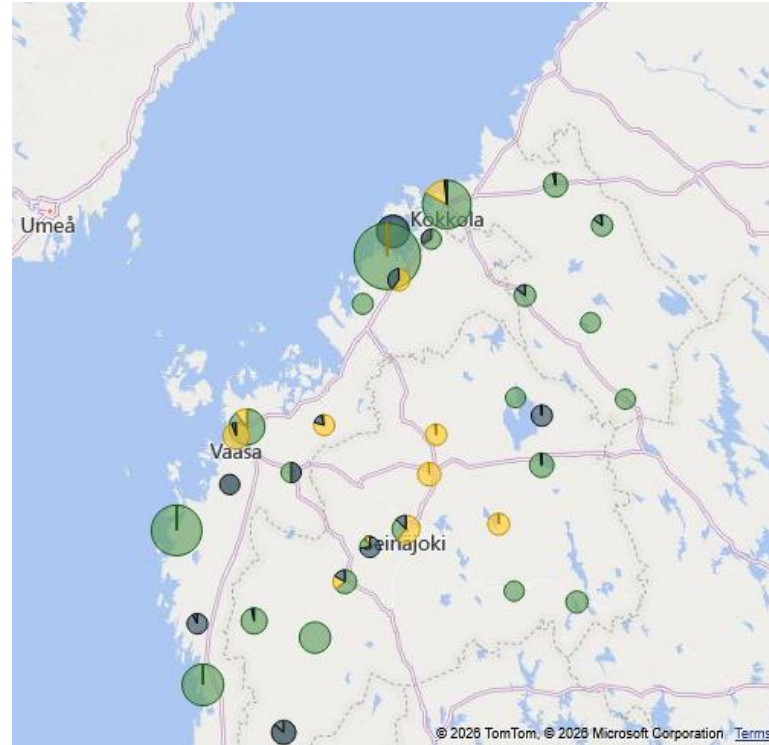 Kokkola
Umeå
Vaasa
Seinäjoki
© 2026 TomTom, © 2026 Microsoft Corporation Terms